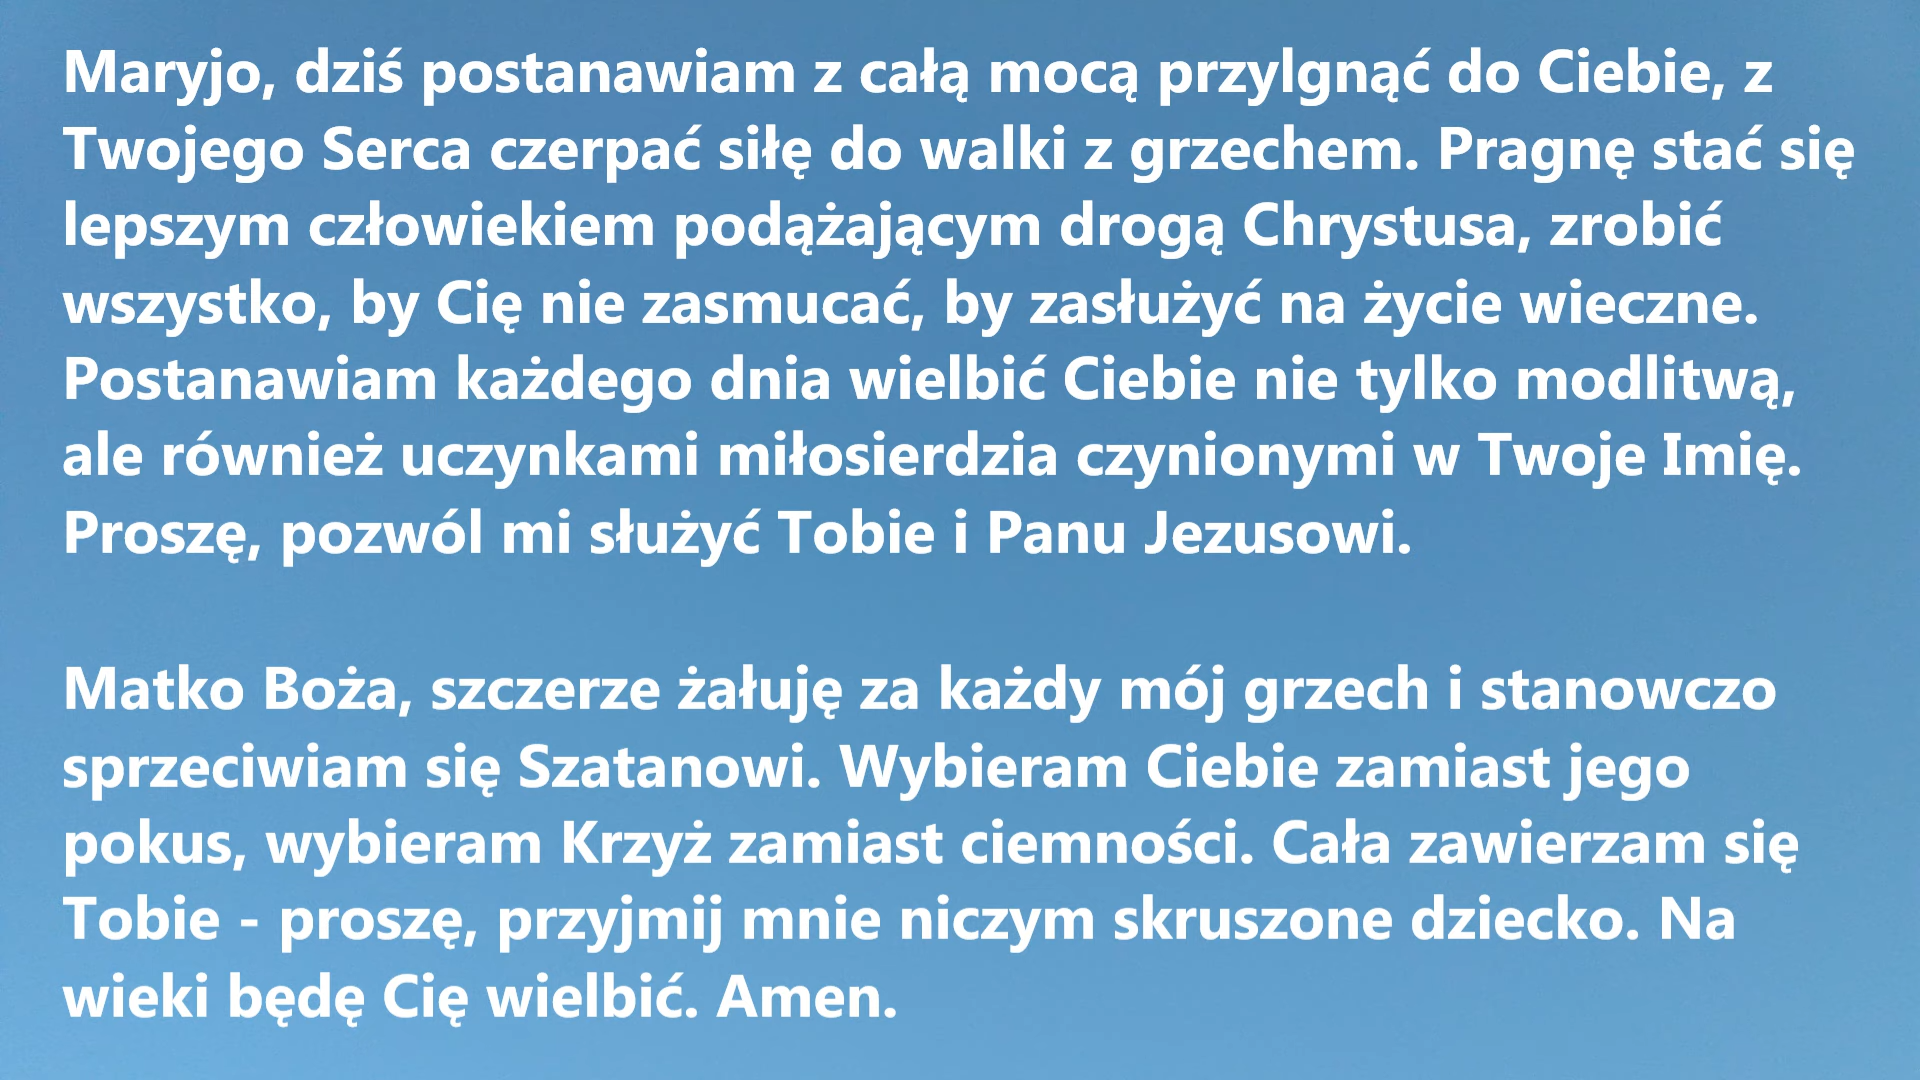 Maryjo, dziś postanawiam z całą mocą przylgnąć do Ciebie, z
Twojego Serca czerpać siłę do walki z grzechem. Pragnę stać się
lepszym człowiekiem podążającym drogą Chrystusa, zrobić
wszystko, by Cię nie zasmucać, by zasłużyć na życie wieczne.
Postanawiam każdego dnia wielbić Ciebie nie tylko modlitwą,
ale również uczynkami miłosierdzia czynionymi w Twoje Imię.
Proszę, pozwól mi służyć Tobie i Panu Jezusowi.
Matko Boża, szczerze żałuję za każdy mój grzech i stanowczo
sprzeciwiam się Szatanowi. Wybieram Ciebie zamiast jego
pokus, wybieram Krzyż zamiast ciemności. Cała zawierzam się
Tobie - proszę, przyjmij mnie niczym skruszone dziecko. Na
wieki będę Cię wielbić. Amen.